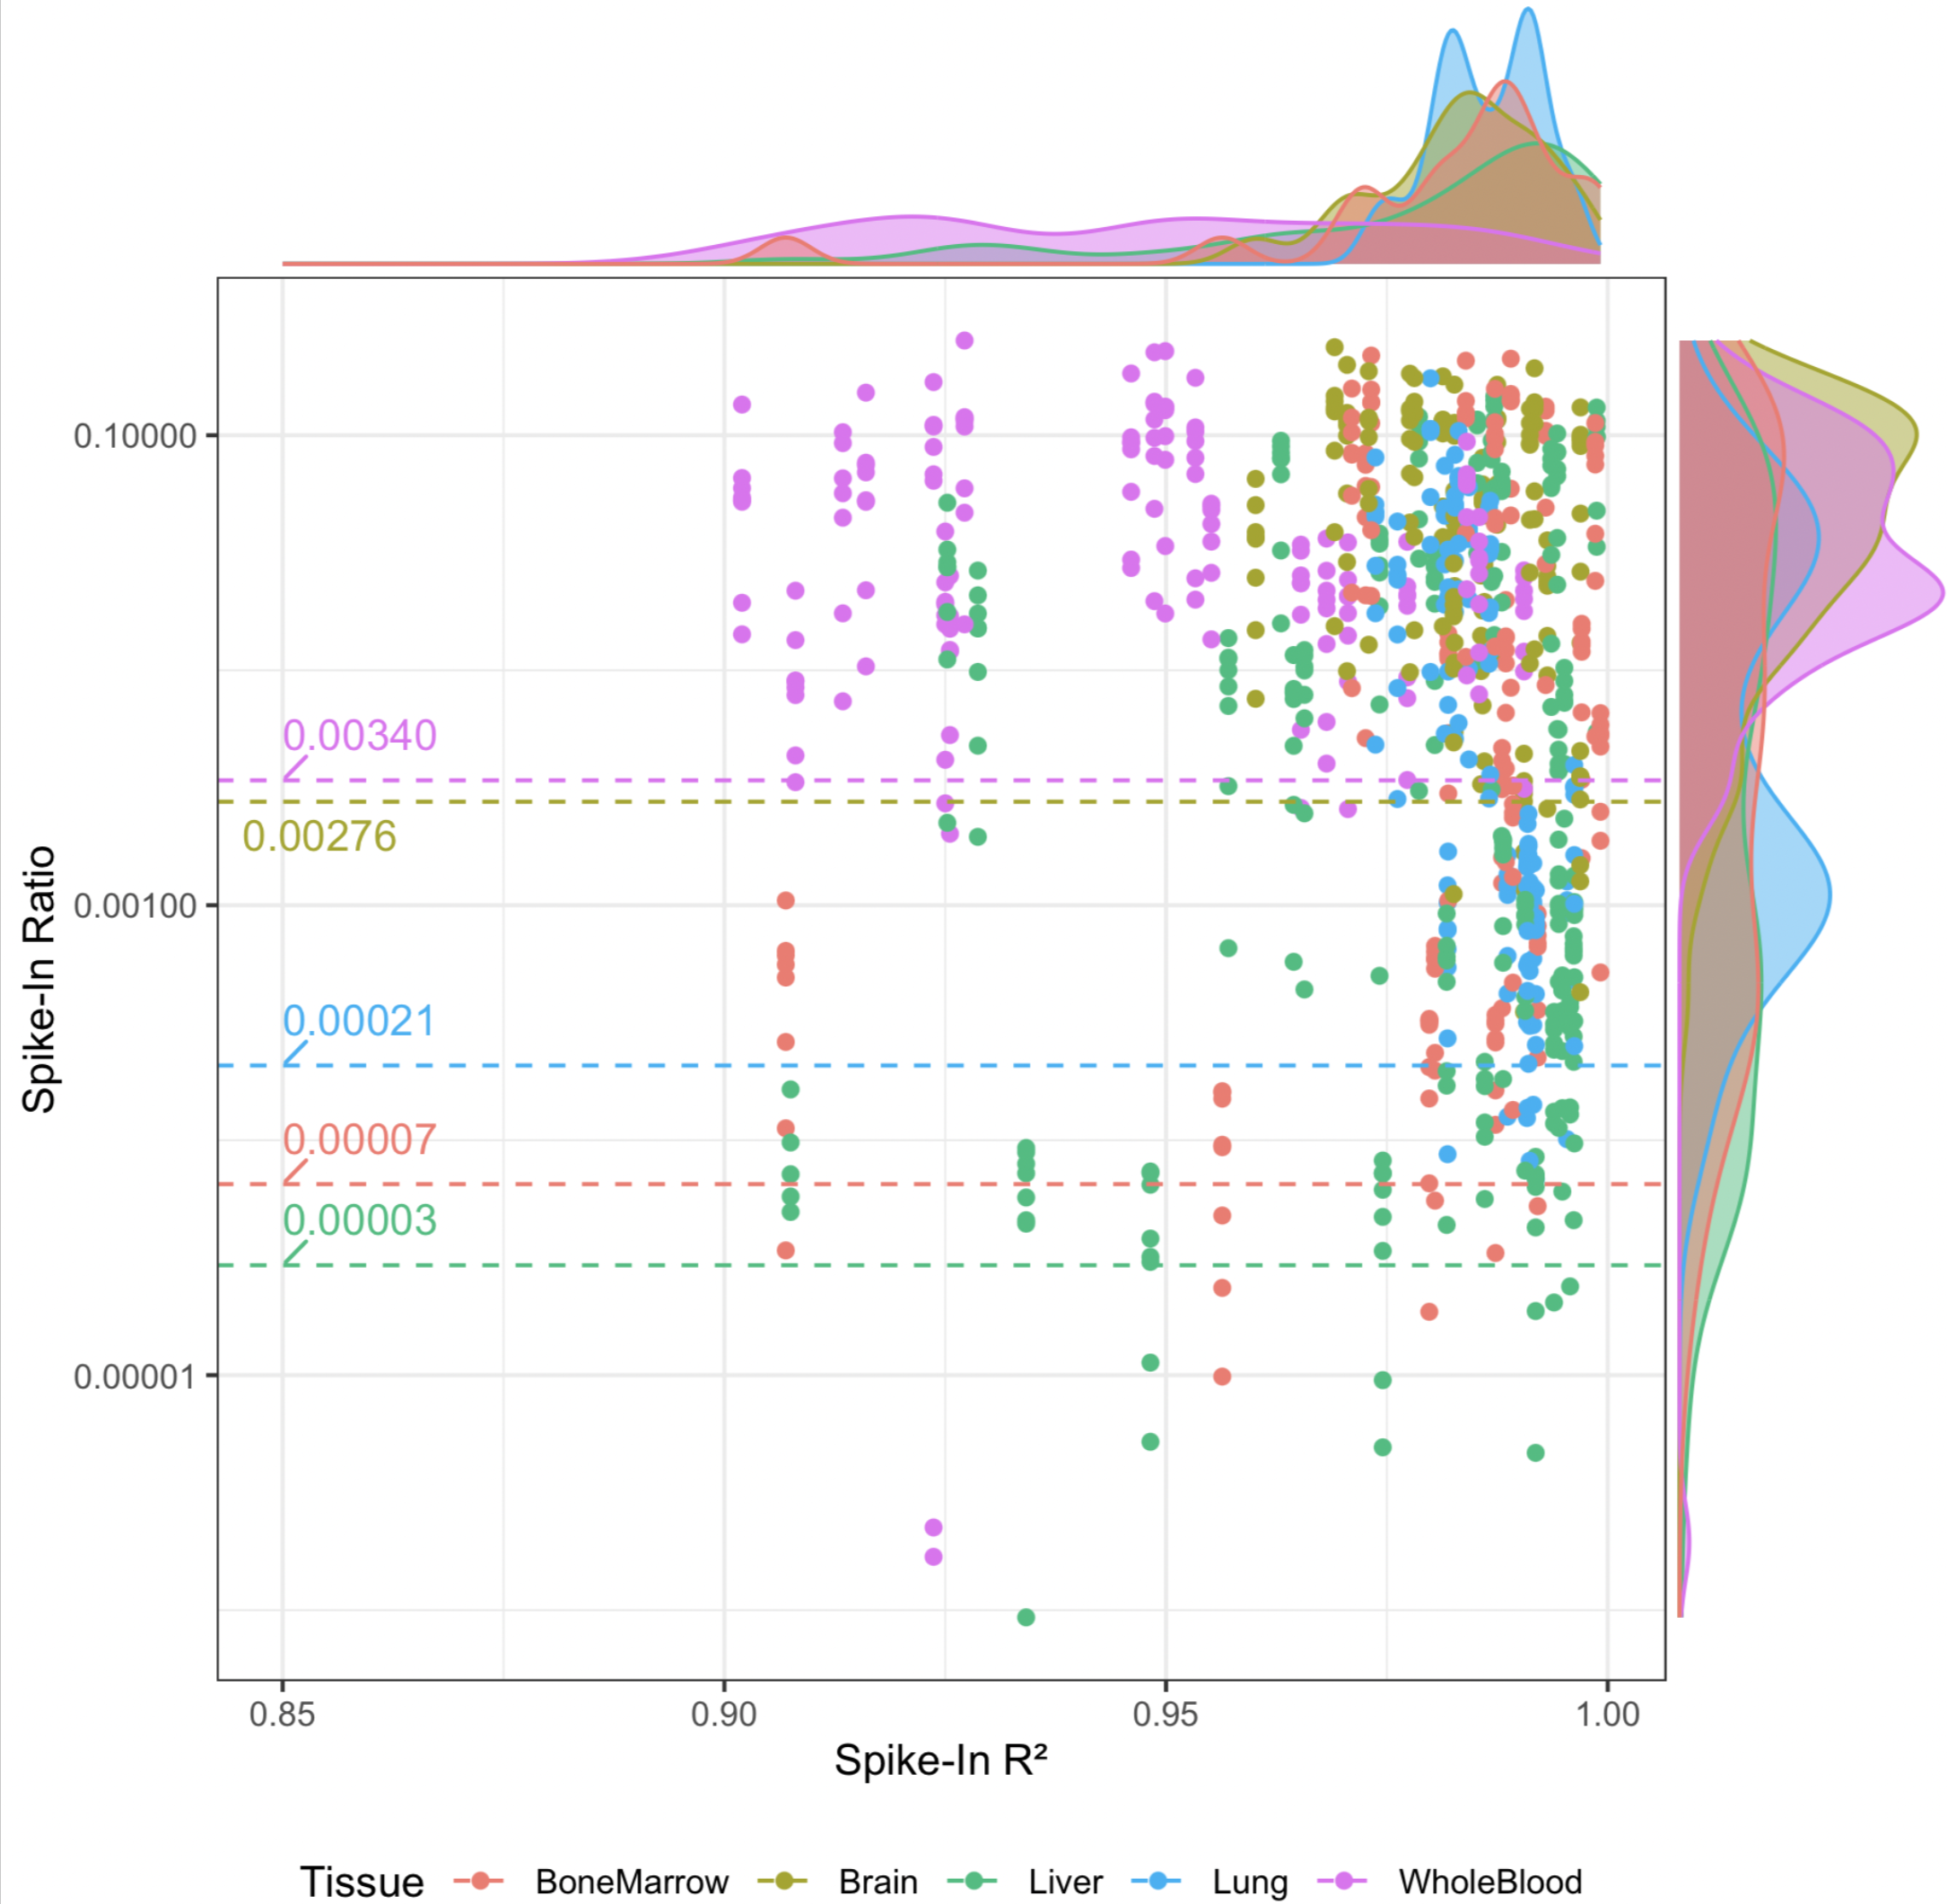 0.10000
0.00340
0.00276
0.00100
0.00021
0.00007
0.00003
0.00001
Spike-In Ratio
0.85 0.90 0.95 1.00
Spike-In R²
Tissue BoneMarrow Brain Liver Lung WholeBlood